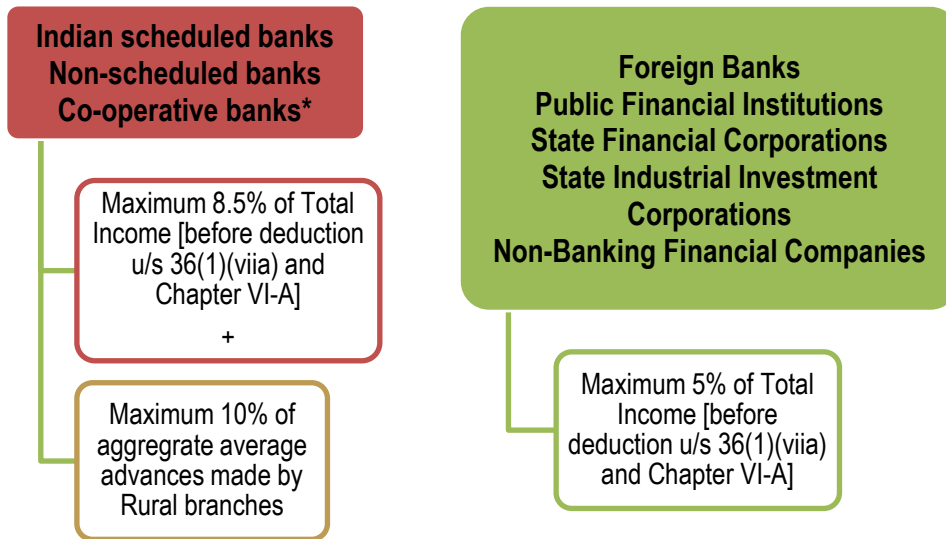 Indian scheduled banks
Non-scheduled banks
Co-operative banks*
Maximum 8.5% of Total
Income [before deduction
u/s 36(1)(viia) and
Chapter VI-A]
+
Maximum 10% of
aggregrate average
advances made by
Rural branches
Foreign Banks
Public Financial Institutions
State Financial Corporations
State Industrial Investment
Corporations
Non-Banking Financial Companies
Maximum 5% of Total
Income [before
deduction u/s 36(1)(viia)
and Chapter VI-A]